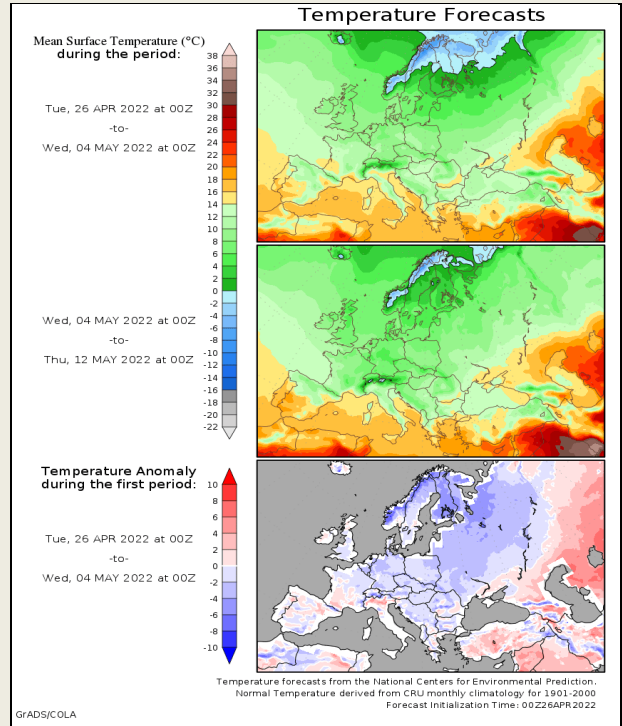 Temperature Forecasts
Mean Surface Temperature (°C)
during the period:
38
36
34
32
30
28
26
24
22
20
18
16
14
12
10
8
6
4
2
0
-2
-4
-6
-8
-10
-12
-14
-16
-18
-20
-22
Tue, 26 APR 2022 at 00Z
-to-
Wed, 04 MAY 2022 at 00Z
Wed, 04 MAY 2022 at 00Z
-to-
Thu, 12 MAY 2022 at 00Z
Temperature Anomaly
during the first period:
10
8
6
4
2
0
-2
-4
-6
-8
-10
Tue, 26 APR 2022 at 00Z
-to-
Wed, 04 MAY 2022 at 00Z
Temperature forecasts from the National Centers for Environmental Prediction.
Normal Temperature derived from CRU monthly climatology for 1901-2000
Forecast Initialization Time: 00Z26APR2022
GrADS/COLA